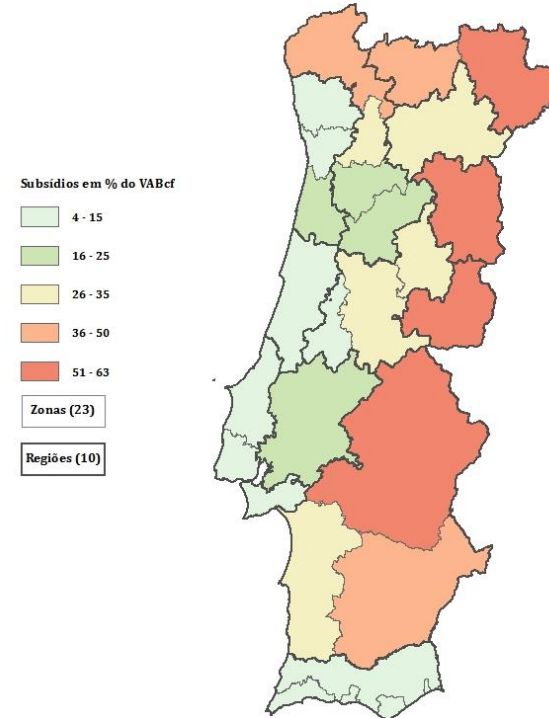 Subsídios em % do VABcf
4 - 15
16 - 25
26 - 35
36 - 50
51 - 63
Zonas (23)
Regiões (10)